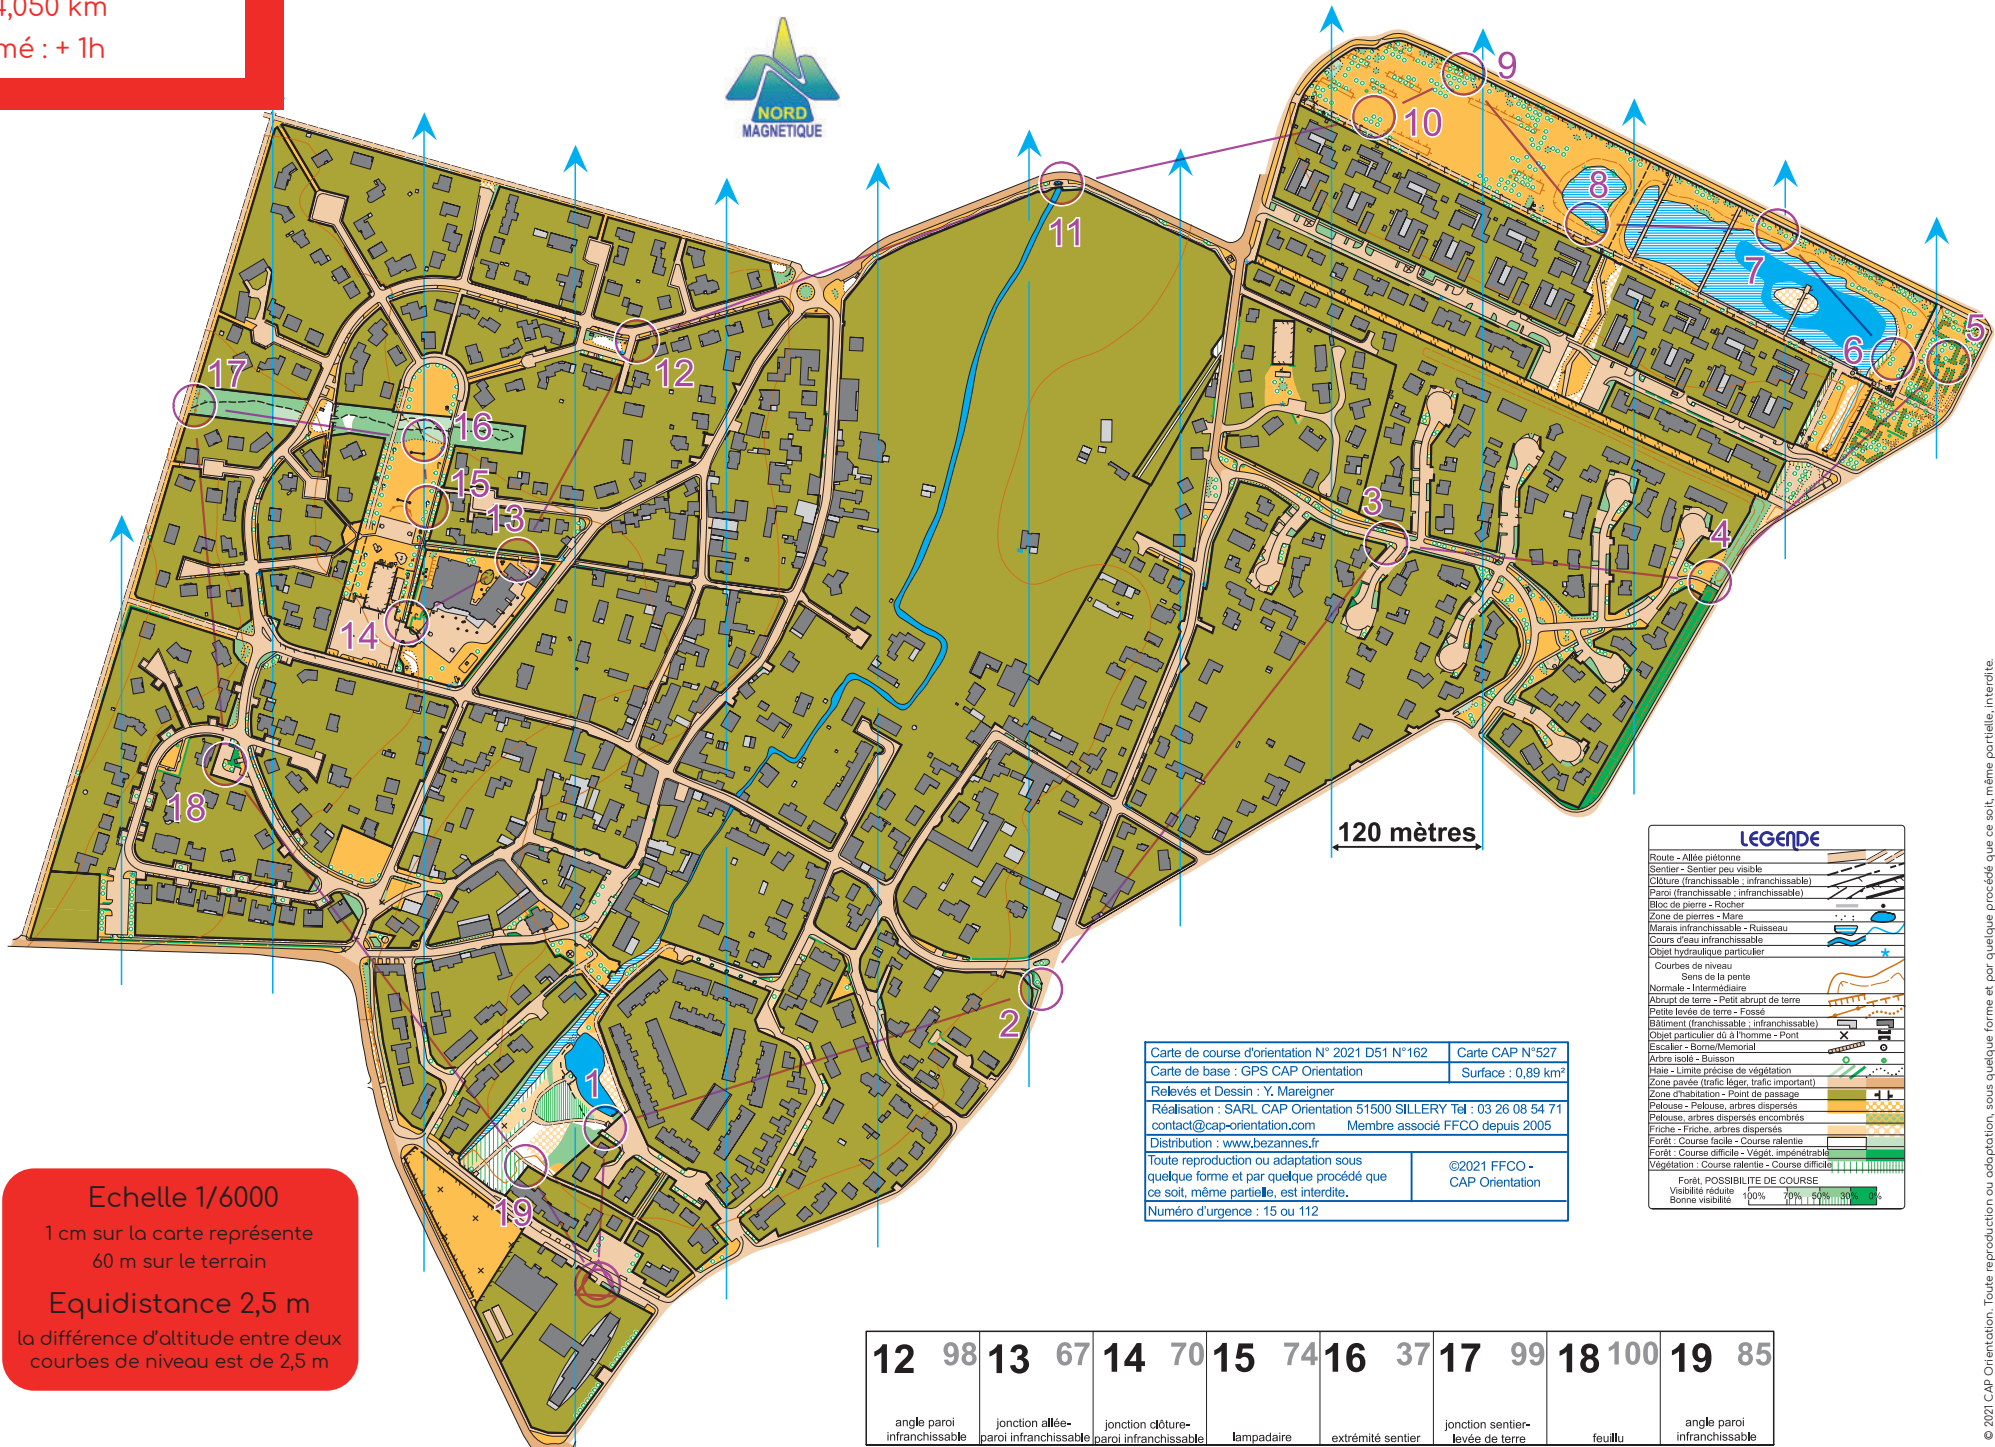 4,050 km
mé : + 1h
NORD
MAGNETIQUE
9
10
8
11
7
5
6
12
17
16
15
13
3
4
14
18
120 mètres
2
1
19
LEGENDE
Route - Allée piétonne
Sentier - Sentier peu visible
Clôture (franchissable ; infranchissable)
Paroi (franchissable ; infranchissable)
Bloc de pierre - Rocher
Zone de pierres - Mare
Marais infranchissable - Ruisseau
Cours d'eau infranchissable
Objet hydraulique particulier
Courbes de niveau
Sens de la pente
Normale - Intermédiaire
Abrupt de terre - Petit abrupt de terre
Petite levée de terre - Fossé
Bâtiment (franchissable ; infranchissable)
Objet particulier dû à l'homme - Pont
Escalier - Borne/Memorial
Arbre isolé - Buisson
Haie - Limite précise de végétation
Zone pavée (trafic léger, trafic important)
Zone d'habitation - Point de passage
Pelouse - Pelouse, arbres dispersés
Pelouse, arbres dispersés encombrés
Friche - Friche, arbres dispersés
Forêt : Course facile - Course ralentie
Forêt : Course difficile - Végét. impénétrable
Végétation : Course ralentie - Course difficile
Forêt, POSSIBILITE DE COURSE
Visibilité réduite
Bonne visibilité 100% 70% 50% 30% 0%
Carte de course d'orientation N° 2021 D51 N°162 Carte CAP N°527
Carte de base : GPS CAP Orientation Surface : 0,89 km²
Relevés et Dessin : Y. Mareigner
Réalisation : SARL CAP Orientation 51500 SILLERY Tel : 03 26 08 54 71
contact@cap-orientation.com Membre associé FFCO depuis 2005
Distribution : www.bezannes.fr
Toute reproduction ou adaptation sous
quelque forme et par quelque procédé que
ce soit, même partielle, est interdite.
©2021 FFCO -
CAP Orientation
Numéro d'urgence : 15 ou 112
Echelle 1/6000
1 cm sur la carte représente
60 m sur le terrain
Equidistance 2,5 m
la différence d'altitude entre deux
courbes de niveau est de 2,5 m
12 98 13 67 14 70 15 74 16 37 17 99 18 100 19 85
angle paroi
infranchissable
jonction allée-
paroi infranchissable
jonction clôture-
paroi infranchissable
lampadaire
extrémité sentier
jonction sentier-
levée de terre
feuillu
angle paroi
infranchissable
© 2021 CAP Orientation. Toute reproduction ou adaptation, sous quelque forme et par quelque procédé que ce soit, même partielle, interdite.